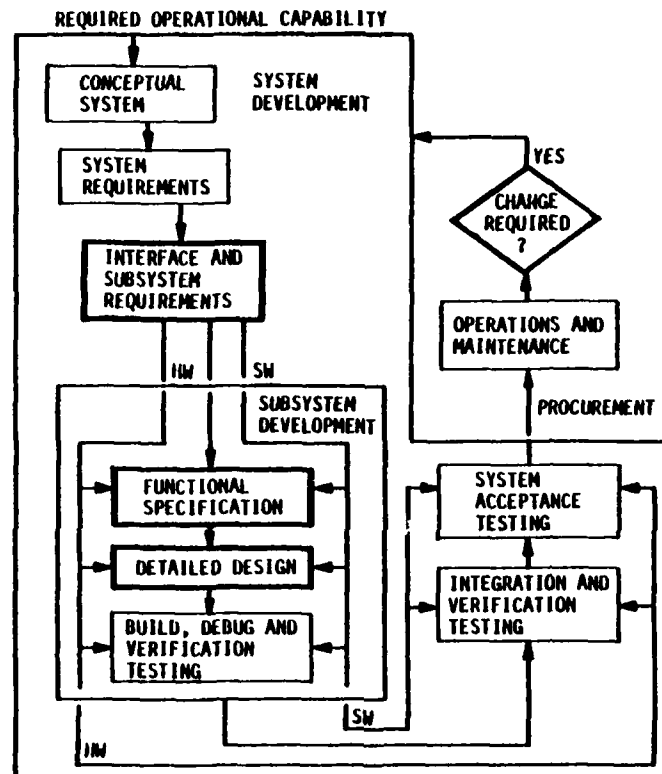 REQUIRED OPERATIONAL CAPABILITY
CONCEPTUAL
SYSTEM
SYSTEM
DEVELOPMENT
SYSTEM
REQUIREMENTS
INTERFACE AND
SUBSYSTEM
REQUIREMENTS
HW
SW
SUBSYSTEM
DEVELOPMENT
FUNCTIONAL
SPECIFICATION
DETAILED DESIGN
BUILD, DEBUG AND
VERIFICATION
TESTING
SW
HW
YES
CHANGE
REQUIRED
?
OPERATIONS AND
MAINTENANCE
PROCUREMENT
SYSTEM
ACCEPTANCE
TESTING
INTEGRATION AND
VERIFICATION
TESTING